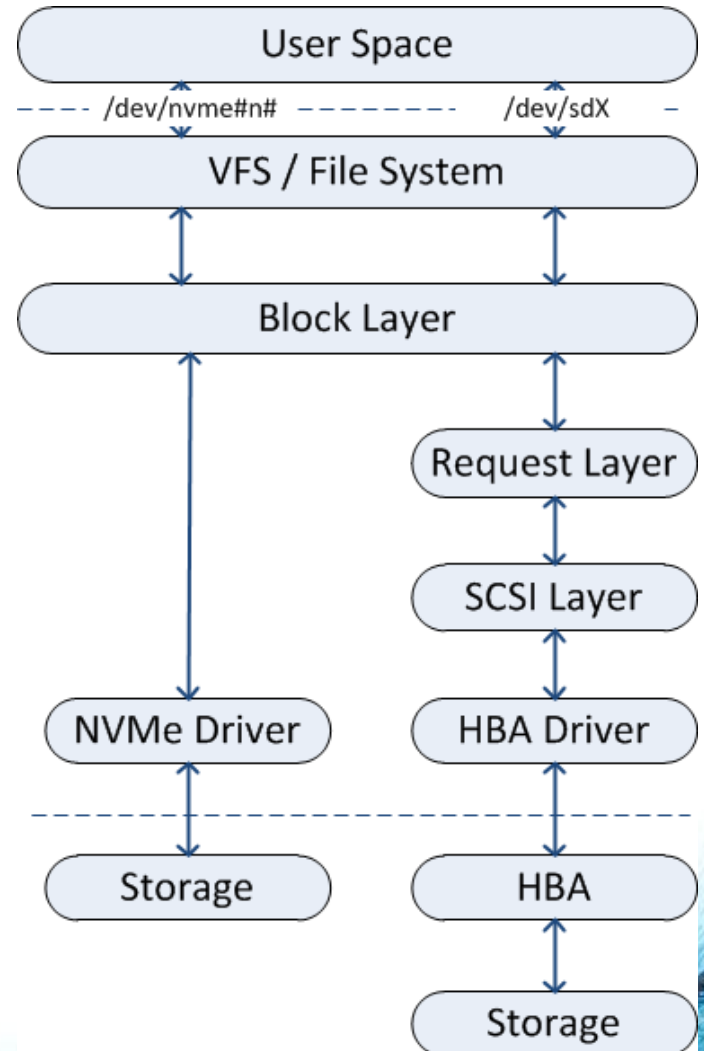 User Space
/dev/nvme#n#
/dev/sdX
VFS / File System
Block Layer
Request Layer
SCSI Layer
NVMe Driver
HBA Driver
Storage
HBA
Storage